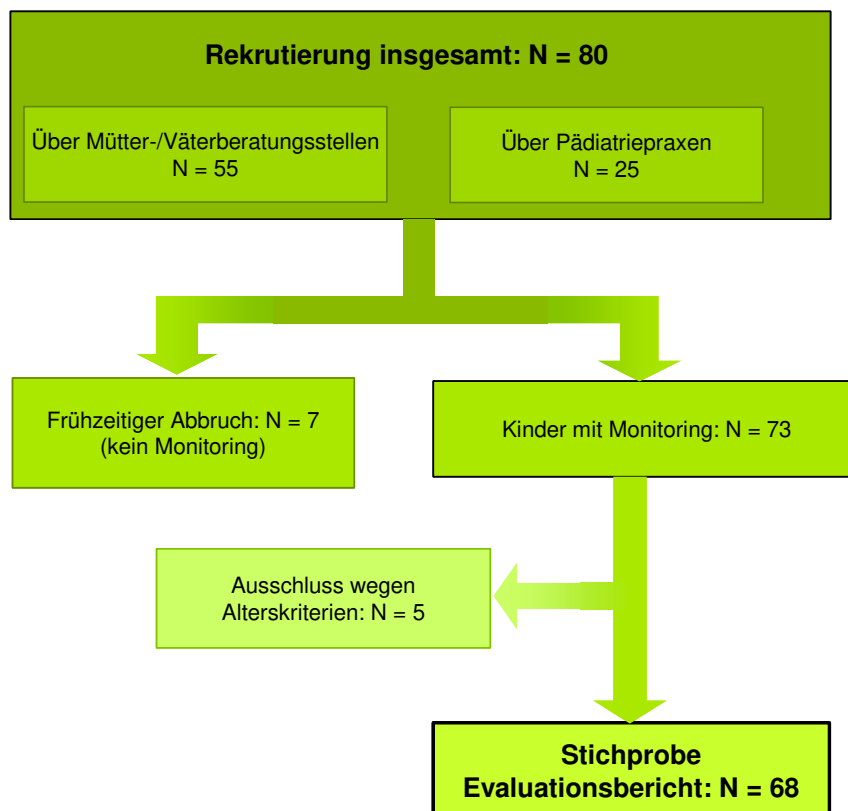 Rekrutierung insgesamt: N = 80
Über Mütter-/Väterberatungsstellen
N = 55
Über Pädiatriepraxen
N = 25
Frühzeitiger Abbruch: N = 7
(kein Monitoring)
Kinder mit Monitoring: N = 73
Ausschluss wegen
Alterskriterien: N = 5
Stichprobe
Evaluationsbericht: N = 68